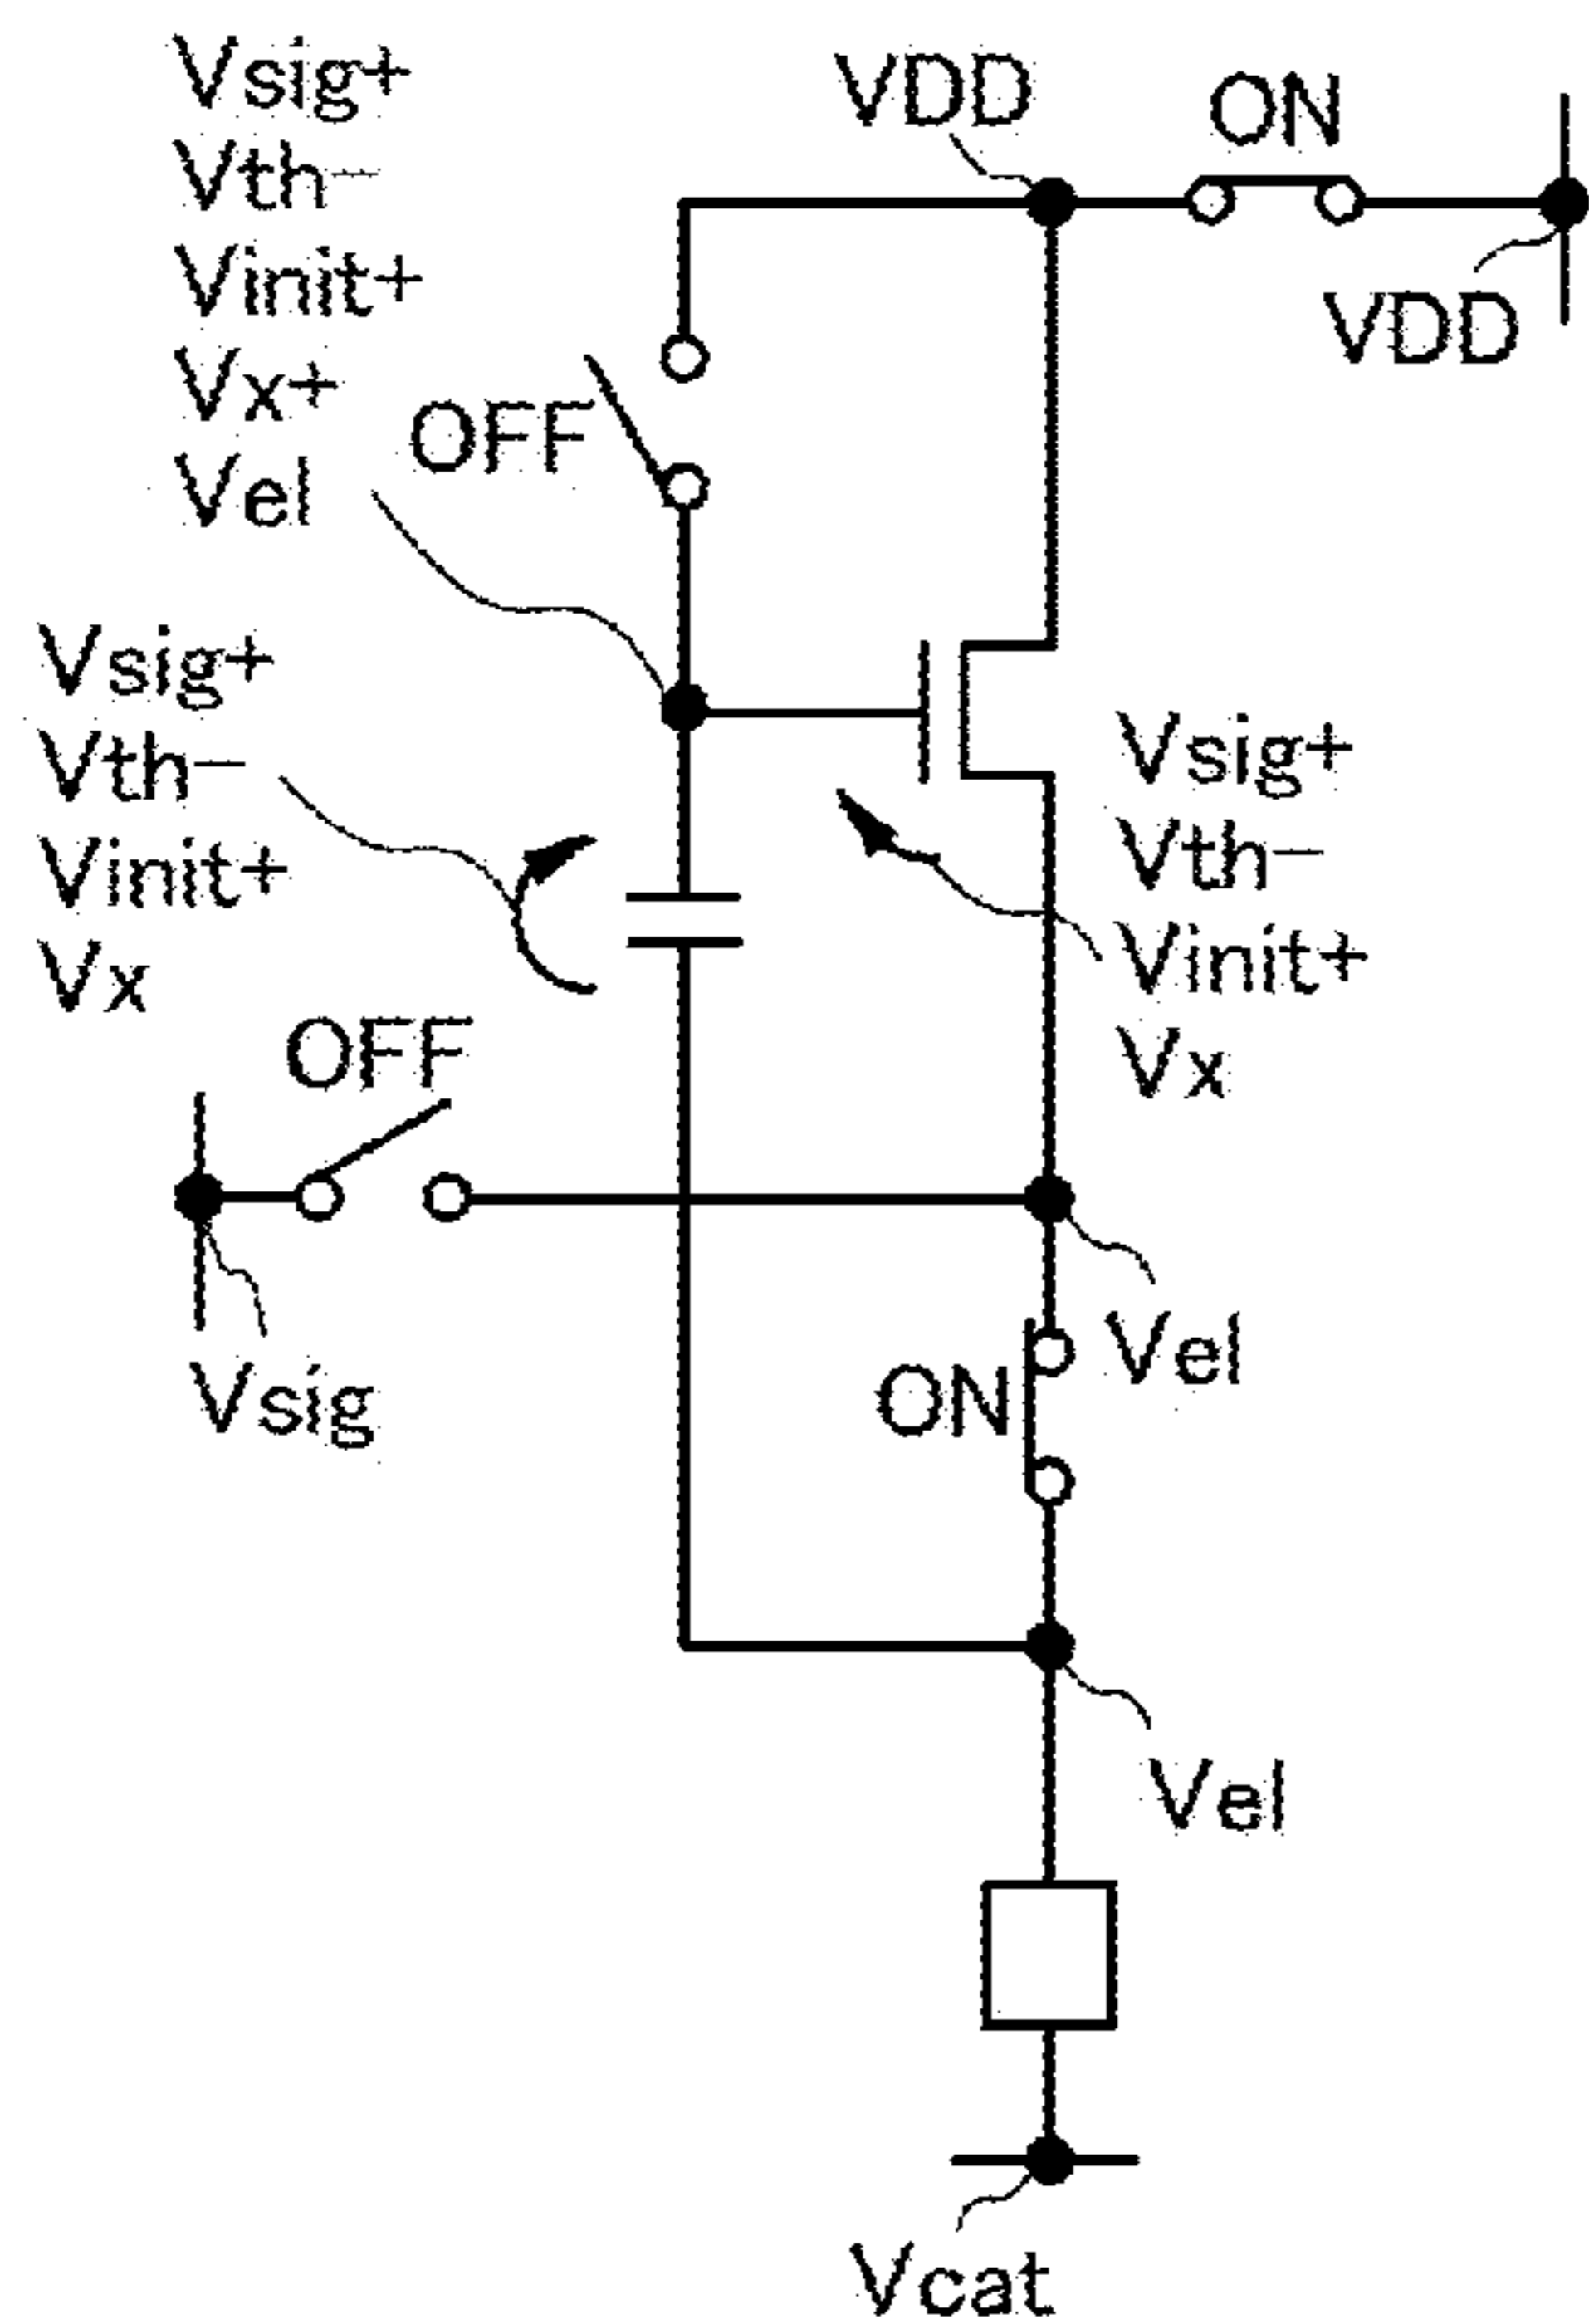 Vsig+
Vth−
Vinit+
Vx+
Vel
VDD
ON
VDD
OFF
Vsig+
Vth−
Vinit+
Vx
Vsig+
Vth−
Vinit+
Vx
OFF
Vsig
Vel
ON
Vel
Vcat